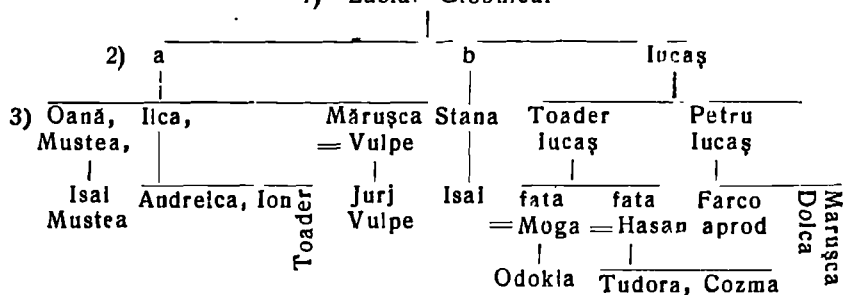 2) a b Iucaş
3) Oană, Ilca, Măruşca Stana Toader Petru
Mustea, = Vulpe Iucaş Iucaş
Isai Andreica, Ion Toader Jurj Isai fata fata Farco Dolca Marușca
Mustea Vulpe = Moga = Hasan aprod
Odokia Tudora, Cozma